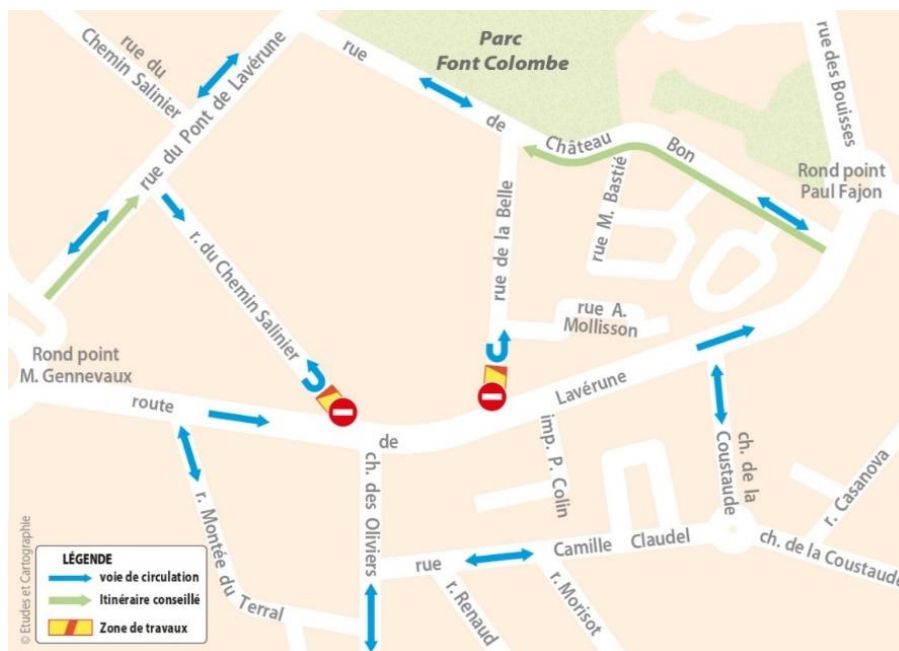 Parc
Font Colombe
rue du
Chemin Salinier
rue du Pont de Lavérune
rue
de
Château
Bon
rue des Bouisses
Rond point
Paul Fajon
r. du Chemin Salinier
rue de la Belle
rue M. Bastié
rue A.
Mollisson
Rond point
M. Gennevaux
route
de
Lavérune
imp. P. Colin
ch. de la
Coustaude
r. Montée du Terral
ch. des Oliviers
rue
Camille
Claudel
r. Renaud
r. Morisot
r. Casanova
ch. de la Coustaude
© Etudes et Cartographie
LÉGENDE
voie de circulation
Itinéraire conseillé
Zone de travaux